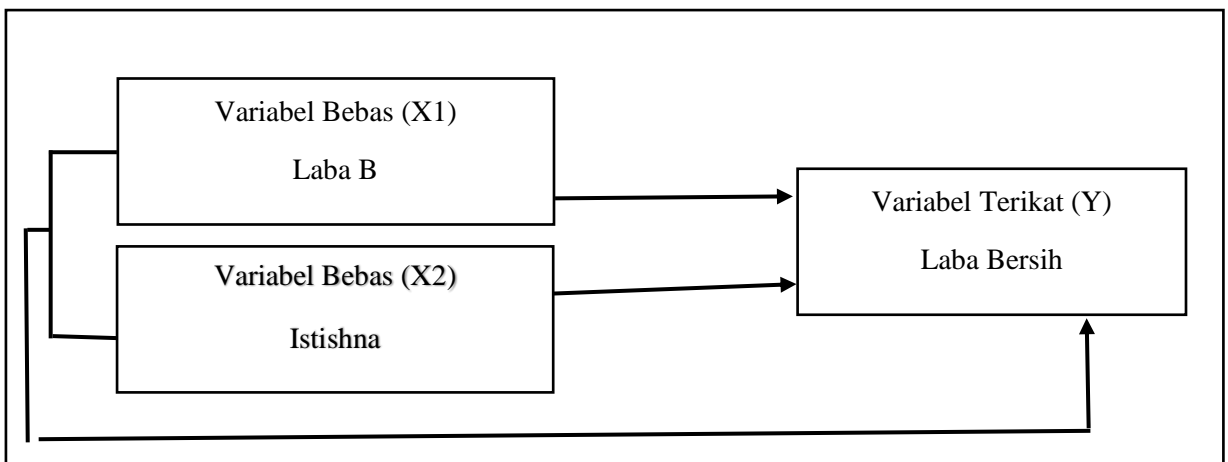 Variabel Bebas (X1)
Laba B
Variabel Bebas (X2)
Istishna
Variabel Terikat (Y)
Laba Bersih